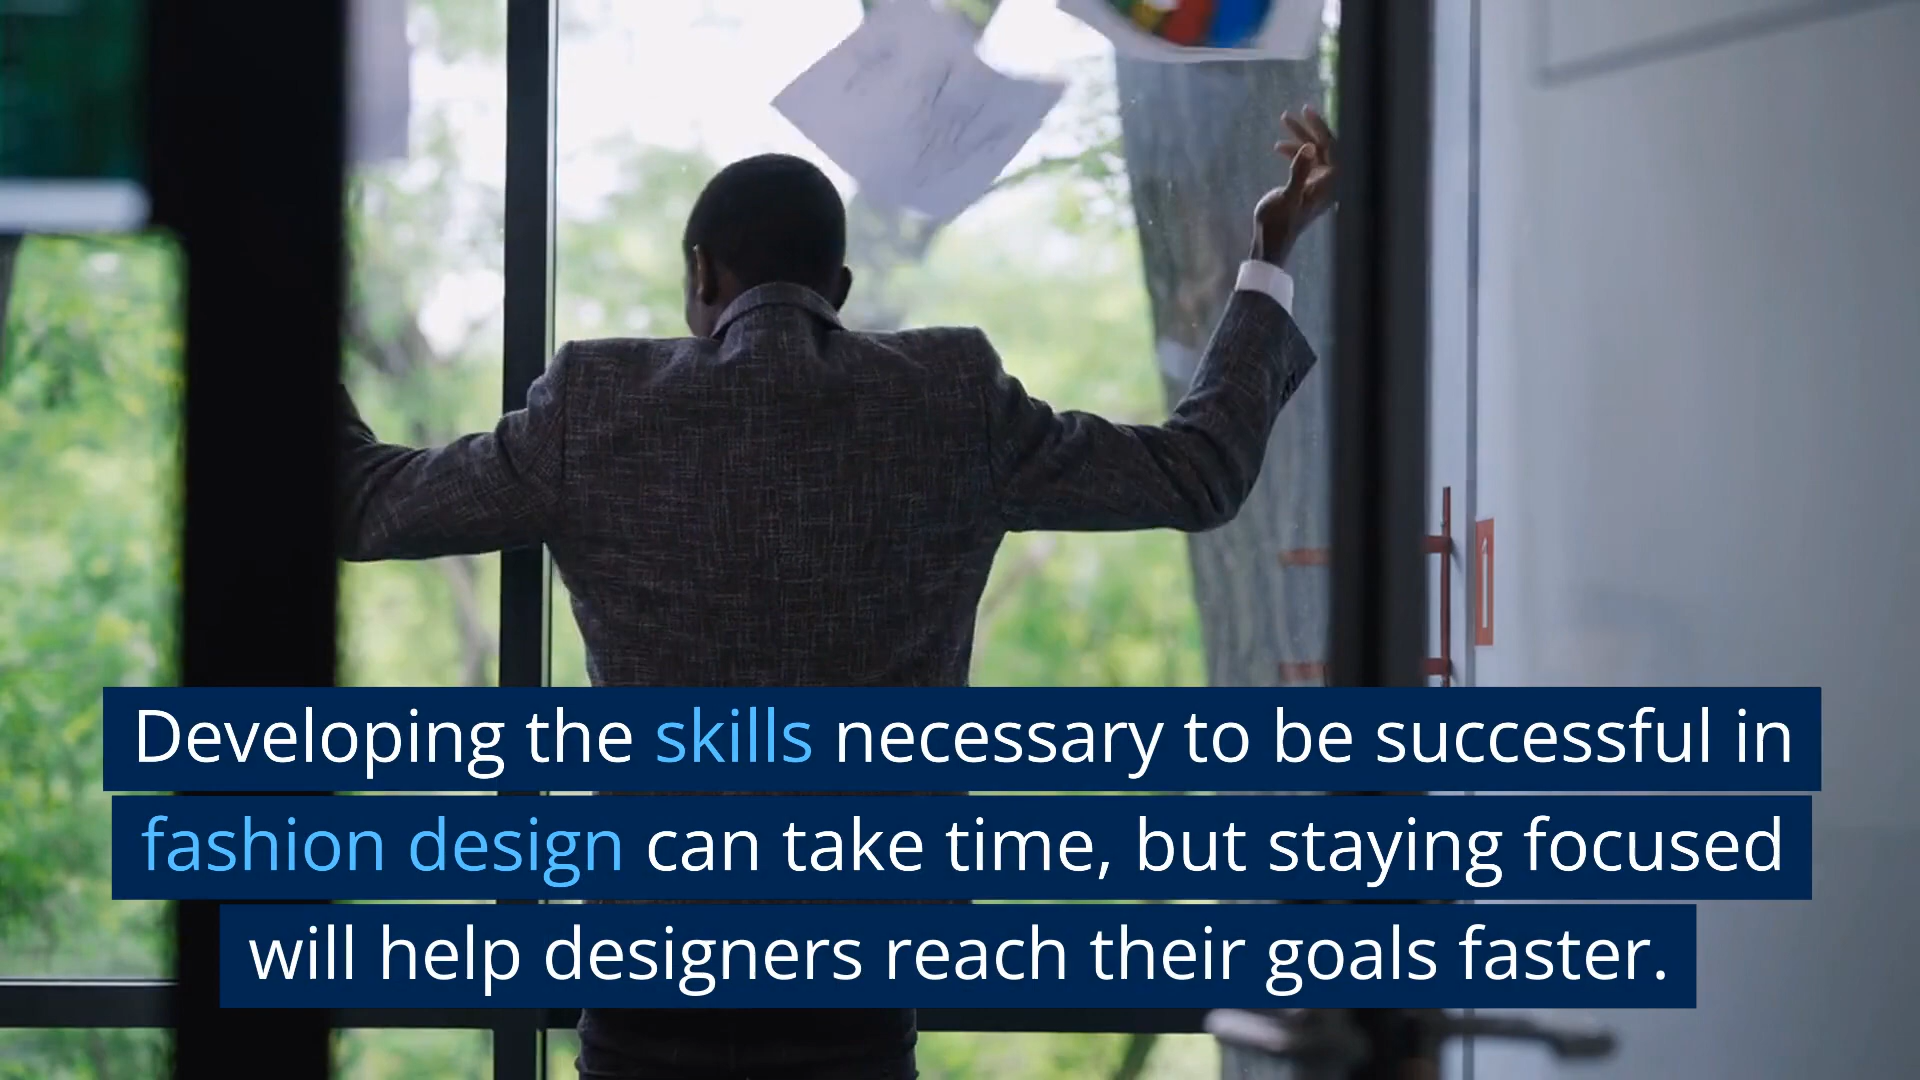 Developing the skills necessary to be successful in
fashion design can take time, but staying focused
will help designers reach their goals faster.